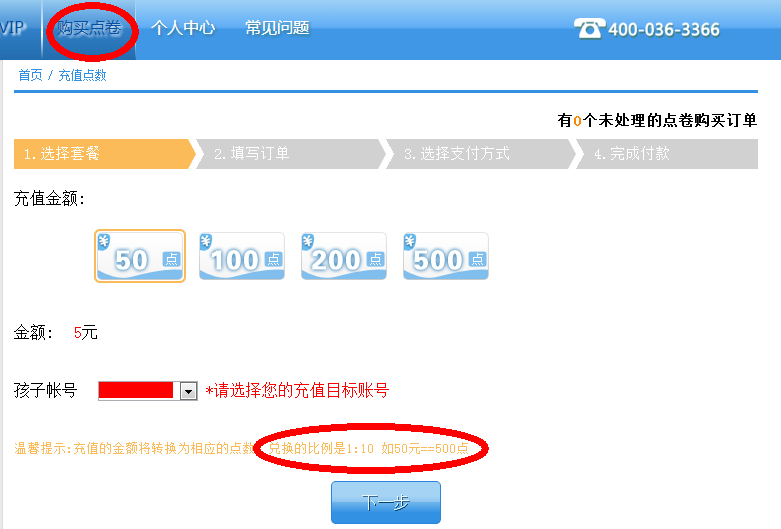 VIP 购买点卷 个人中心 常见问题 400-036-3366
首页 / 充值点数
有0个未处理的点卷购买订单
1.选择套餐 2.填写订单 3.选择支付方式 4.完成付款
充值金额:
¥ 50 点 ¥ 100 点 ¥ 200 点 ¥ 500 点
金额: 5元
孩子帐号 *请选择您的充值目标账号
温馨提示:充值的金额将转换为相应的点数 兑换的比例是1:10 如50元==500点
下一步